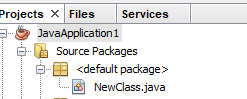 Projects × Files Services
JavaApplication1
Source Packages
<default package>
NewClass.java